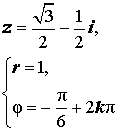 z = √3/2 − 1/2 i,
{ r = 1,
φ = − π/6 + 2kπ